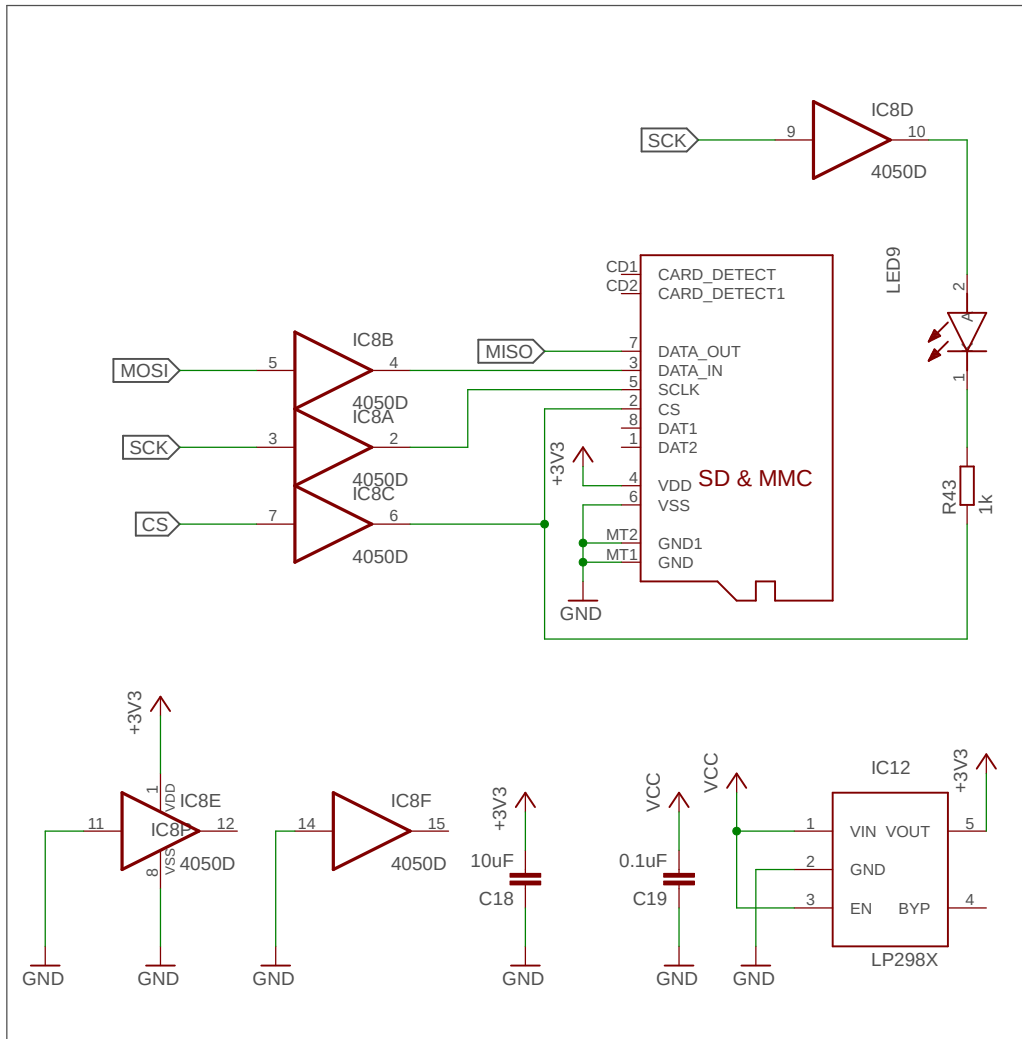 IC8D
SCK
9
10
4050D
LED9
2
A
1
R43
1k
CD1
CARD_DETECT
CD2
CARD_DETECT1
MISO
7
DATA_OUT
3
DATA_IN
5
SCLK
2
CS
8
DAT1
1
DAT2
+3V3
SD & MMC
4
VDD
6
VSS
MT2
GND1
MT1
GND
GND
MOSI
5
IC8B
4
4050D
SCK
3
IC8A
2
4050D
CS
7
IC8C
6
4050D
+3V3
1
VDD
IC8E
11
IC8P
12
VSS
8
4050D
GND
GND
IC8F
14
15
4050D
GND
+3V3
10uF
C18
GND
VCC
0.1uF
C19
GND
VCC
IC12
+3V3
1
VIN
VOUT
5
2
GND
3
EN
BYP
4
LP298X
GND